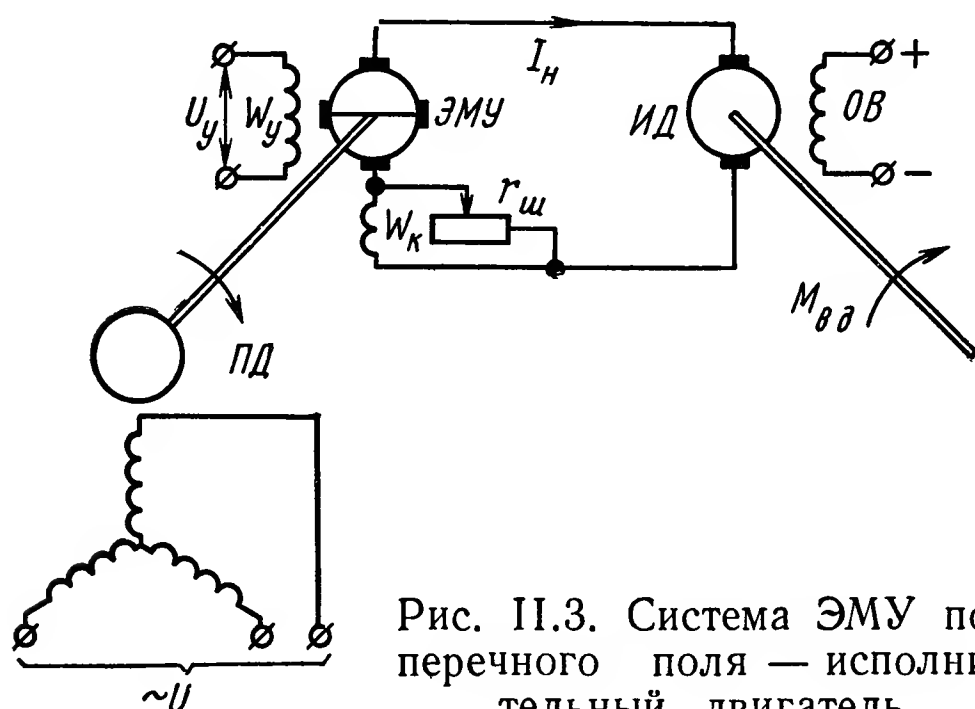 I_н
U_у
W_у
ЭМУ
ИД
ОВ
+
−
r_ш
W_к
ПД
M_вд
~U
Рис. II.3. Система ЭМУ по
перечного поля — исполни
тельный двигатель